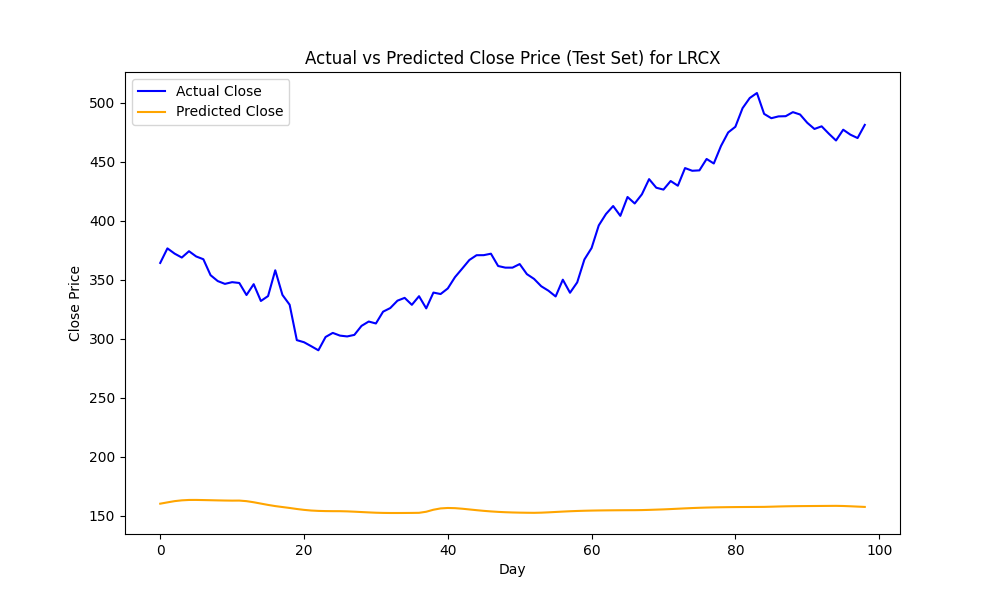 Actual vs Predicted Close Price (Test Set) for LRCX
Actual Close
Predicted Close
500
450
400
350
300
250
200
150
Close Price
0 20 40 60 80 100
Day